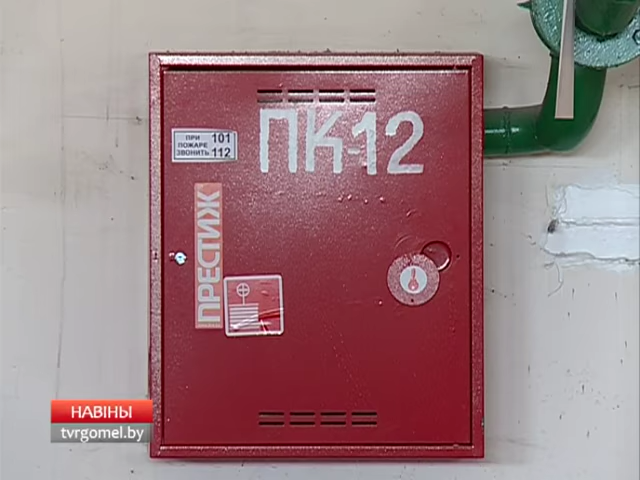 ПК-12
ПРИ ПОЖАРЕ ЗВОНИТЬ
101
112
ПРЕСТИЖ
НАВІНЫ
tvrgomel.by